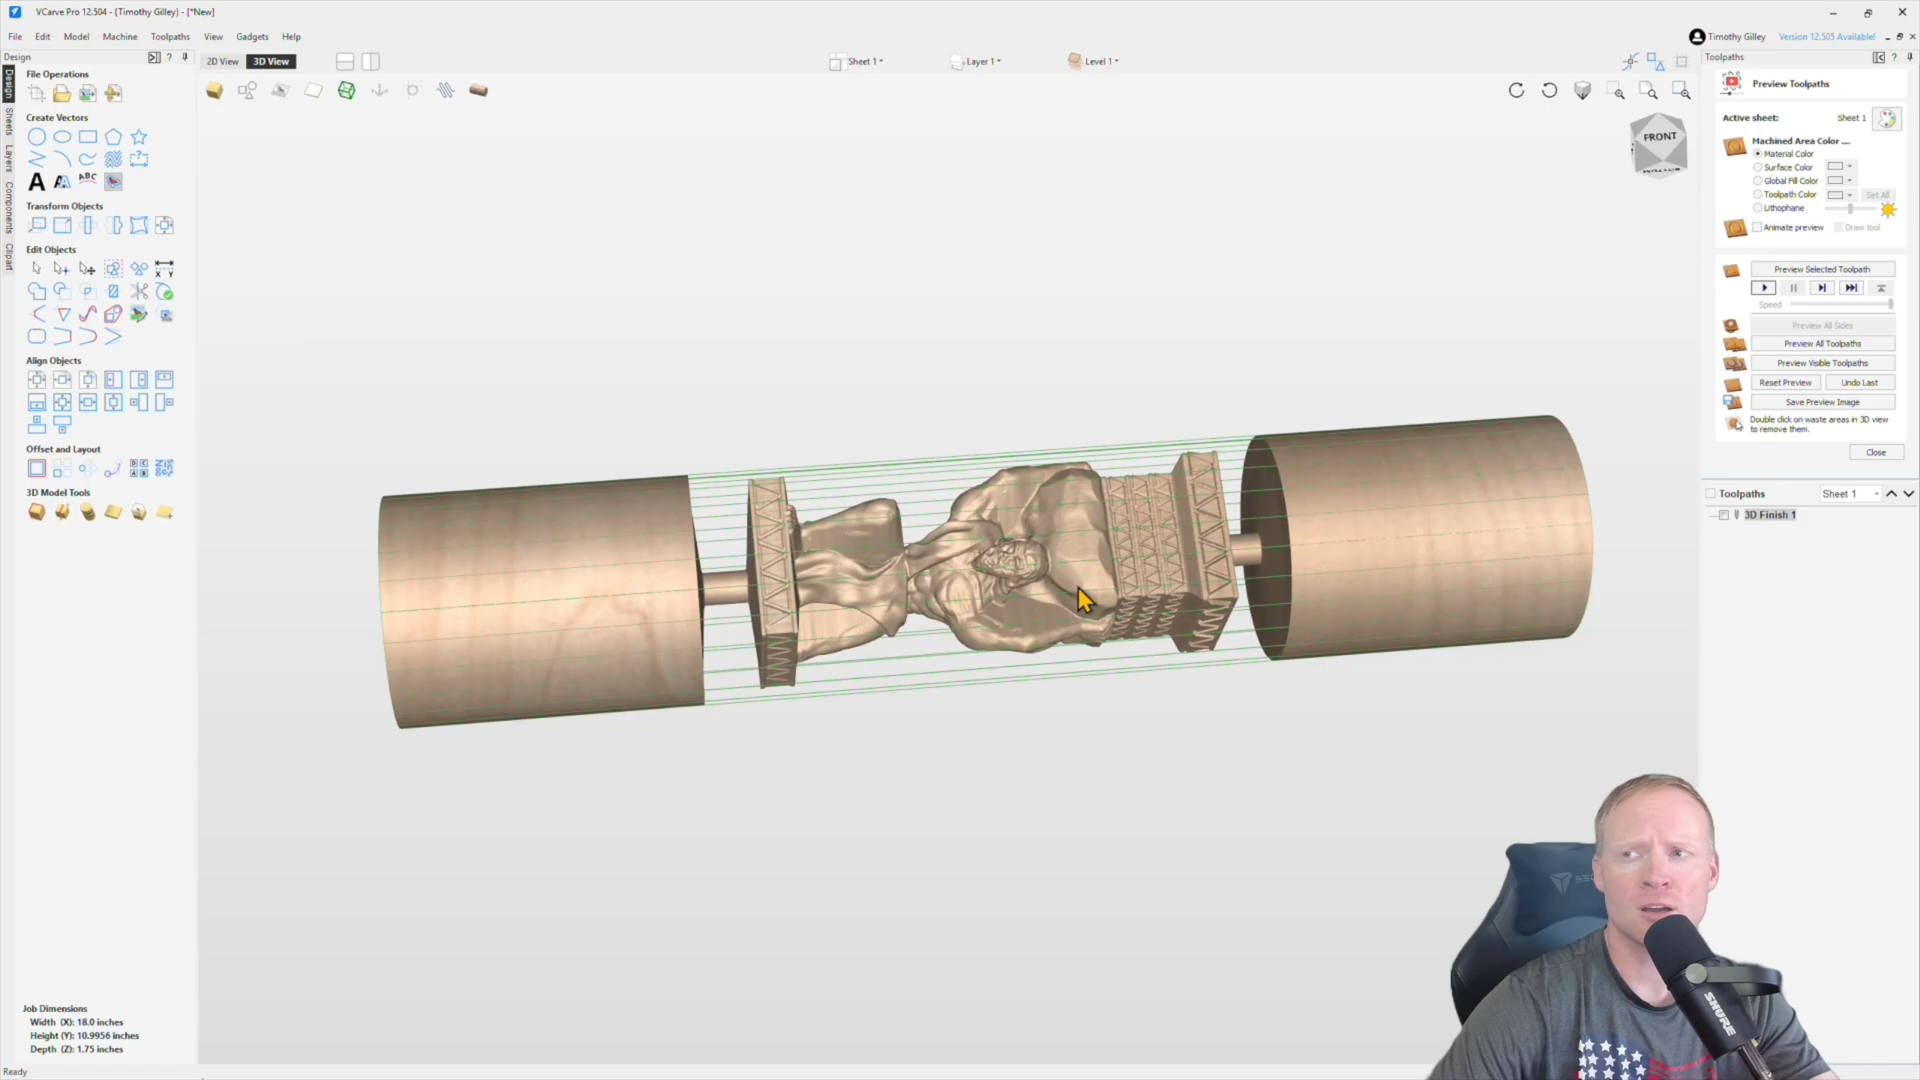 VCarve Pro 12.504 - {Timothy Gilley} - [*New]
File Edit Model Machine Toolpaths View Gadgets Help
Timothy Gilley Version 12.505 Available!
Design
2D View 3D View
Sheet 1
Layer 1
Level 1
Toolpaths
Design
Sheets
Layers
Components
Clipart
File Operations
Create Vectors
Transform Objects
Edit Objects
X Y
Align Objects
Offset and Layout
3D Model Tools
Job Dimensions
Width (X): 18.0 inches
Height (Y): 10.9956 inches
Depth (Z): 1.75 inches
Ready
FRONT
Preview Toolpaths
Active sheet: Sheet 1
Machined Area Color ...
Material Color
Surface Color
Global Fill Color
Toolpath Color Set All
Lithophane
Animate preview Draw tool
Preview Selected Toolpath
Speed
Preview All Sides
Preview All Toolpaths
Preview Visible Toolpaths
Reset Preview Undo Last
Save Preview Image
Double click on waste areas in 3D view
to remove them.
Close
Toolpaths Sheet 1
3D Finish 1
SHURE